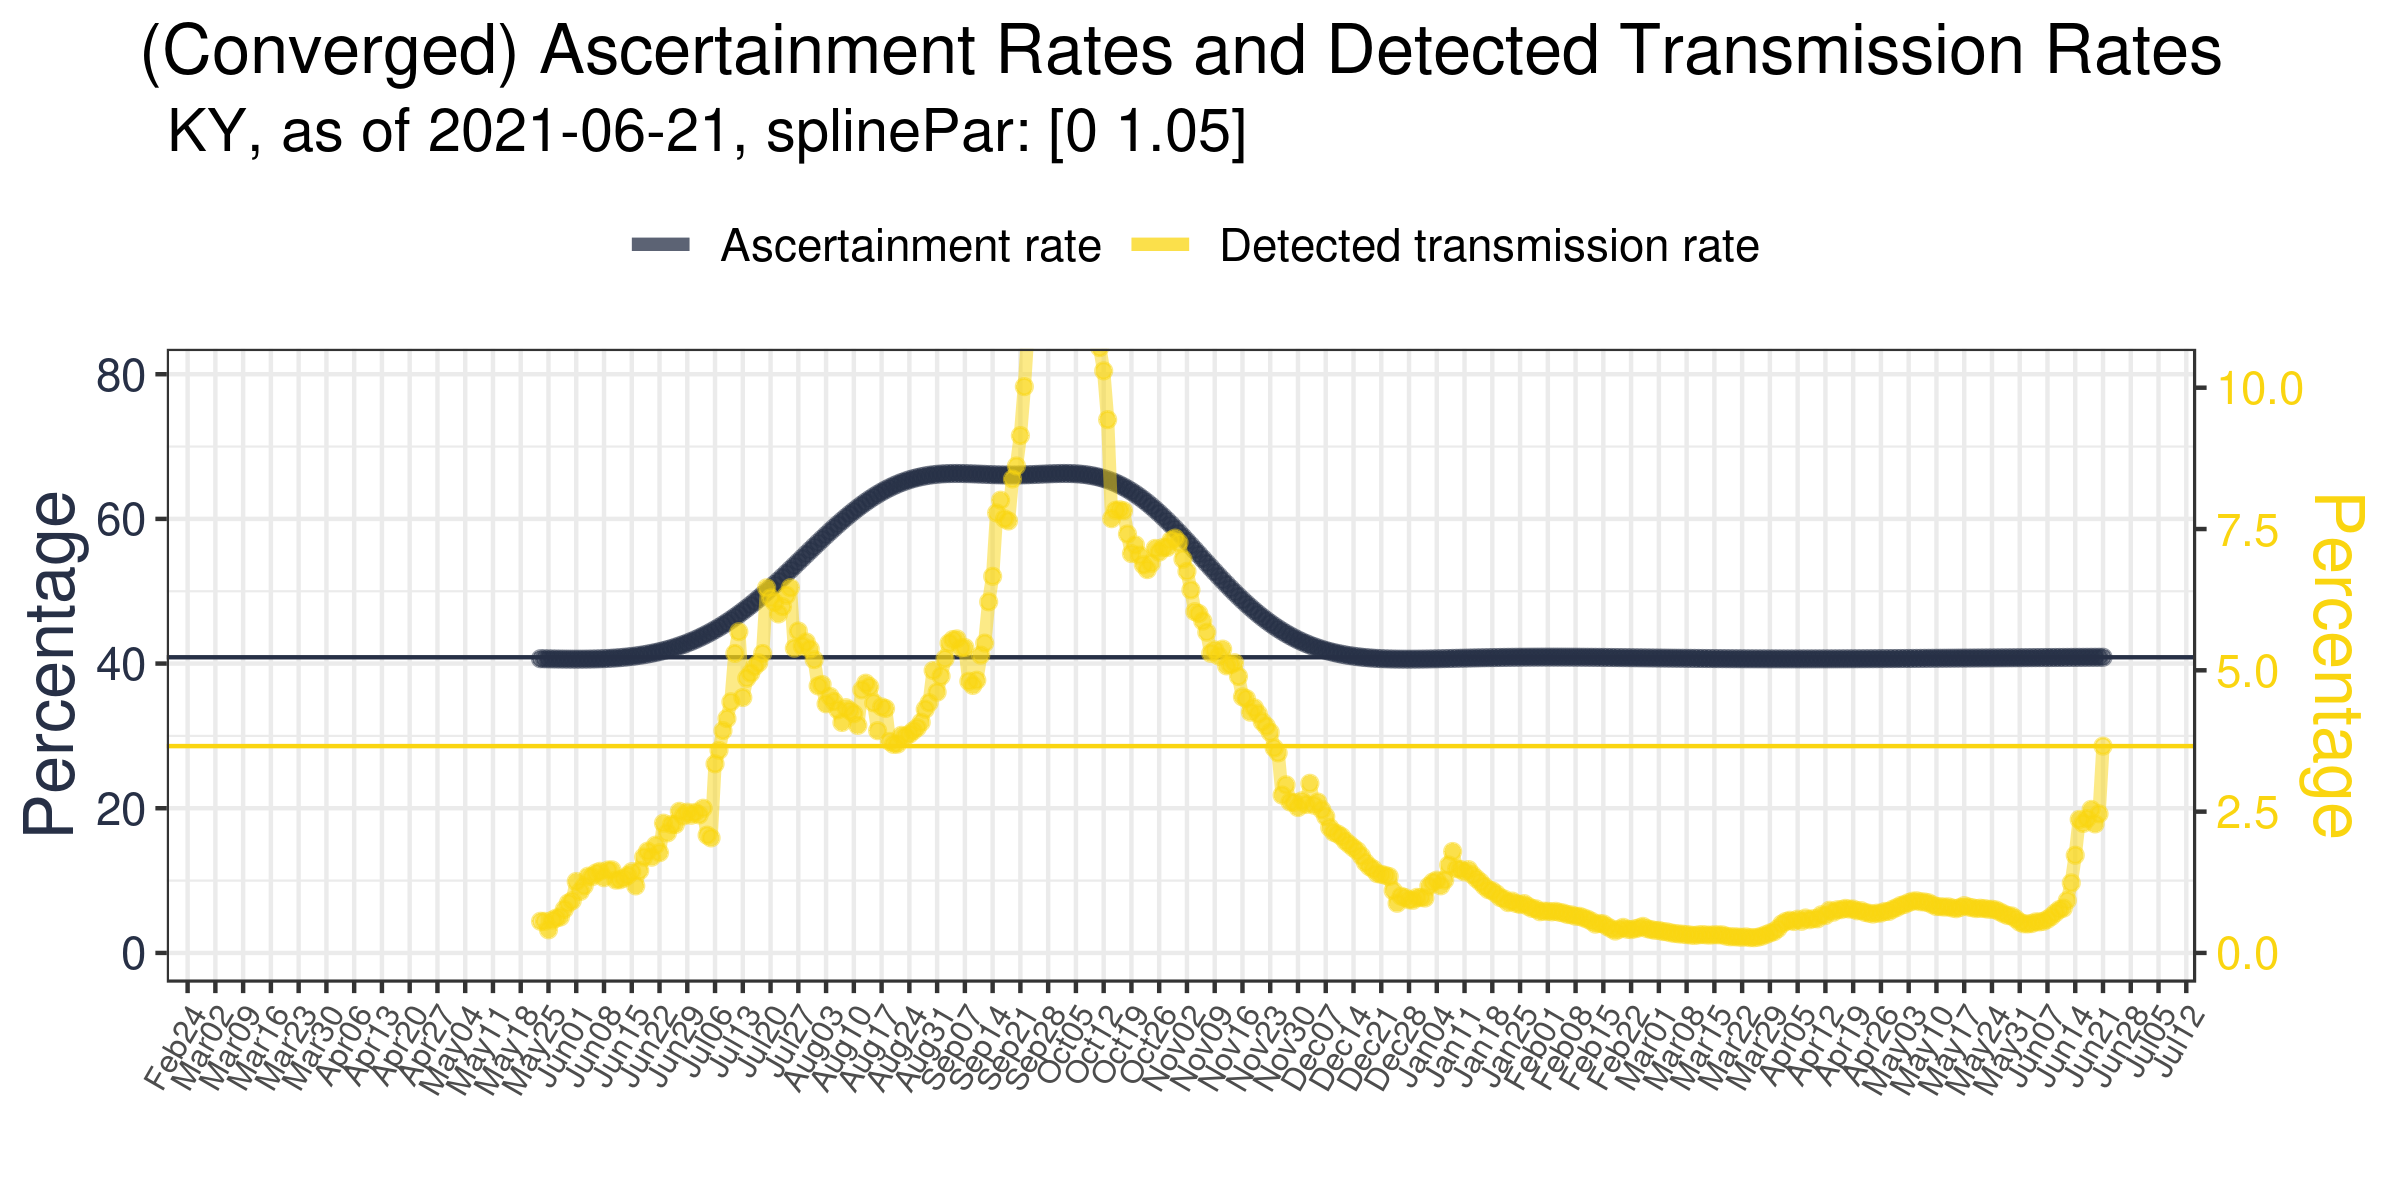 (Converged) Ascertainment Rates and Detected Transmission Rates
KY, as of 2021-06-21, splinePar: [0 1.05]
Ascertainment rate
Detected transmission rate
Percentage
80
60
40
20
0
10.0
7.5
5.0
2.5
0.0
Percentage
Feb24
Mar02
Mar09
Mar16
Mar23
Mar30
Apr06
Apr13
Apr20
Apr27
May04
May11
May18
May25
Jun01
Jun08
Jun15
Jun22
Jun29
Jul06
Jul13
Jul20
Jul27
Aug03
Aug10
Aug17
Aug24
Aug31
Sep07
Sep14
Sep21
Sep28
Oct05
Oct12
Oct19
Oct26
Nov02
Nov09
Nov16
Nov23
Nov30
Dec07
Dec14
Dec21
Dec28
Jan04
Jan11
Jan18
Jan25
Feb01
Feb08
Feb15
Feb22
Mar01
Mar08
Mar15
Mar22
Mar29
Apr05
Apr12
Apr19
Apr26
May03
May10
May17
May24
May31
Jun07
Jun14
Jun21
Jun28
Jul05
Jul12